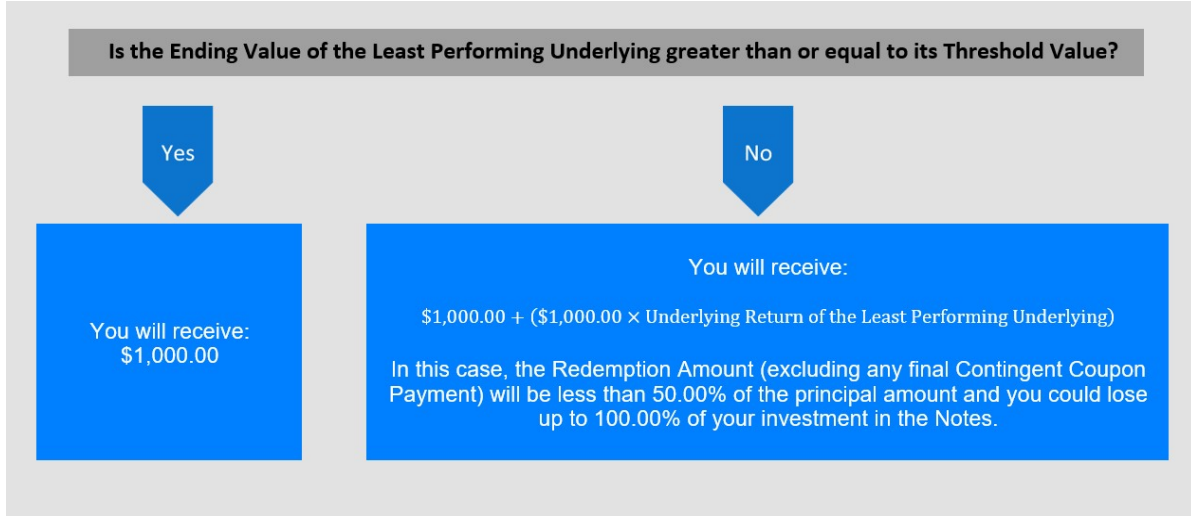 Is the Ending Value of the Least Performing Underlying greater than or equal to its Threshold Value?
Yes
No
You will receive:
$1,000.00
You will receive:
$1,000.00 + ($1,000.00 × Underlying Return of the Least Performing Underlying)
In this case, the Redemption Amount (excluding any final Contingent Coupon
Payment) will be less than 50.00% of the principal amount and you could lose
up to 100.00% of your investment in the Notes.